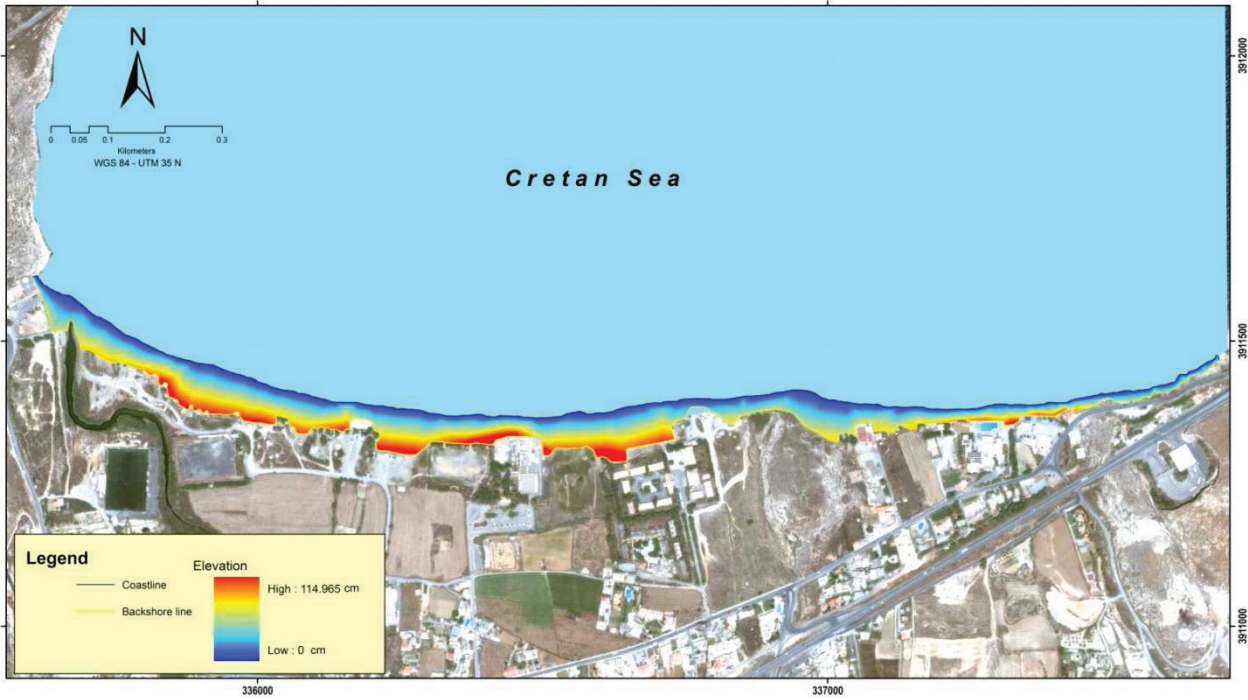 N
0 0.05 0.1 0.2 0.3
Kilometers
WGS 84 - UTM 35 N
Cretan Sea
3912000
3911500
3911000
Legend
Coastline
Backshore line
Elevation
High : 114.965 cm
Low : 0 cm
336000
337000